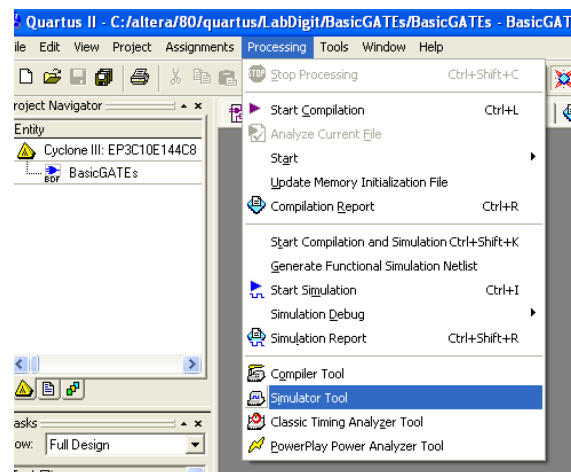 Quartus II - C:/altera/80/quartus/LabDigit/BasicGATEs/BasicGATEs - BasicGAT
ile Edit View Project Assignments Processing Tools Window Help
Stop Processing Ctrl+Shift+C
roject Navigator
Start Compilation Ctrl+L
Entity
Analyze Current File
Cyclone III: EP3C10E144C8
Start
BDF BasicGATEs
Update Memory Initialization File
Compilation Report Ctrl+R
Start Compilation and Simulation Ctrl+Shift+K
Generate Functional Simulation Netlist
Start Simulation Ctrl+I
Simulation Debug
Simulation Report Ctrl+Shift+R
Compiler Tool
Simulator Tool
Classic Timing Analyzer Tool
asks
ow: Full Design
PowerPlay Power Analyzer Tool